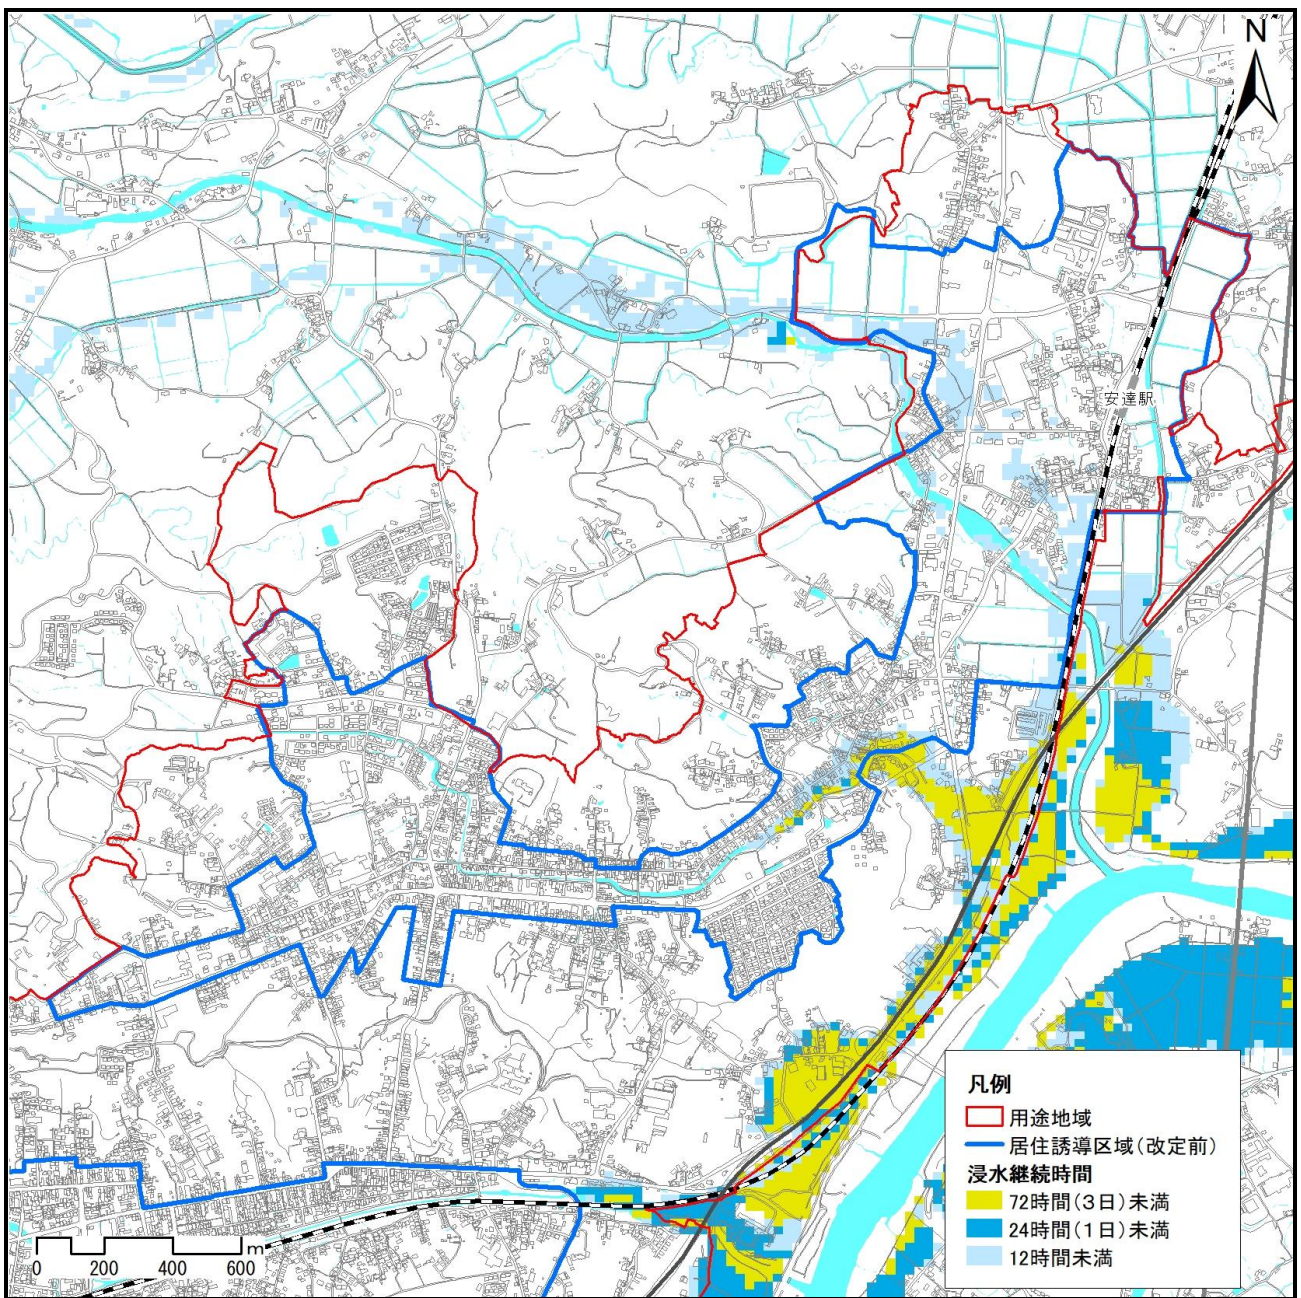 N
安達駅
凡例
用途地域
居住誘導区域(改定前)
浸水継続時間
72時間(3日)未満
24時間(1日)未満
12時間未満
m
0 200 400 600